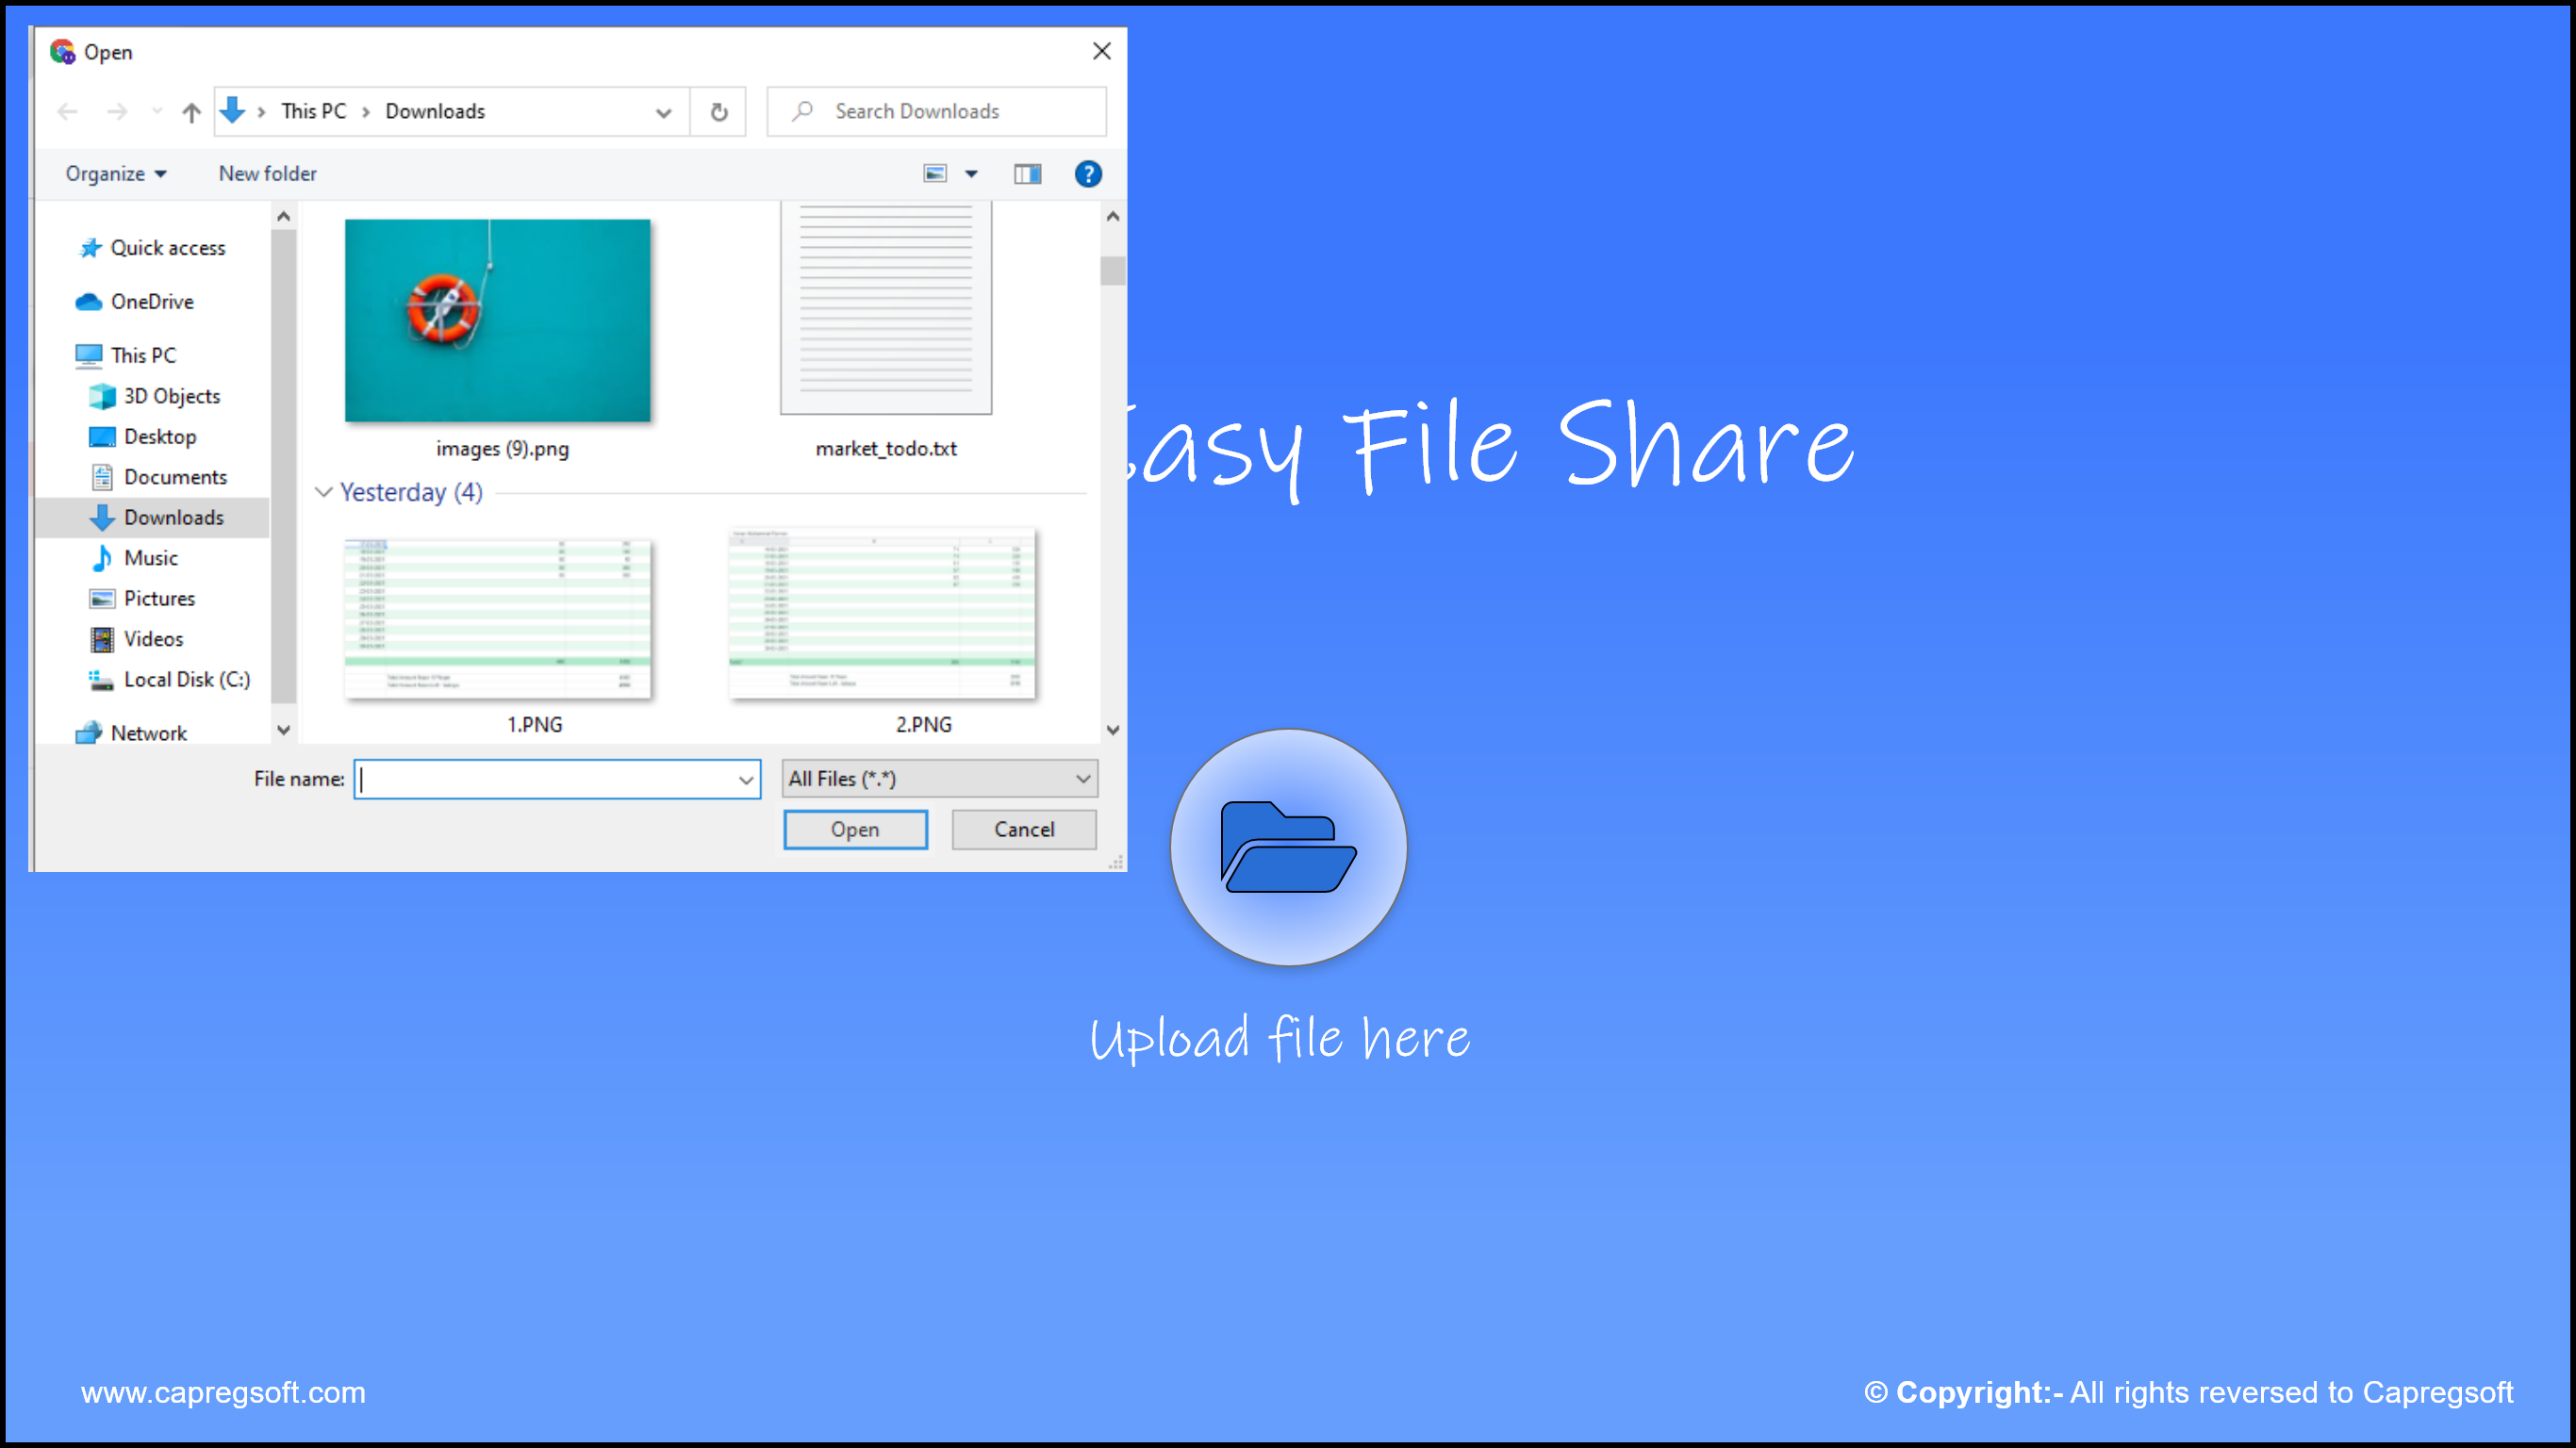 Open
This PC > Downloads
Search Downloads
Organize
New folder
Quick access
OneDrive
This PC
3D Objects
Desktop
Documents
Downloads
Music
Pictures
Videos
Local Disk (C:)
Network
images (9).png
market_todo.txt
Yesterday (4)
1.PNG
2.PNG
File name:
All Files (*.*)
Open
Cancel
File Share
Upload file here
www.capregsoft.com
© Copyright:- All rights reversed to Capregsoft